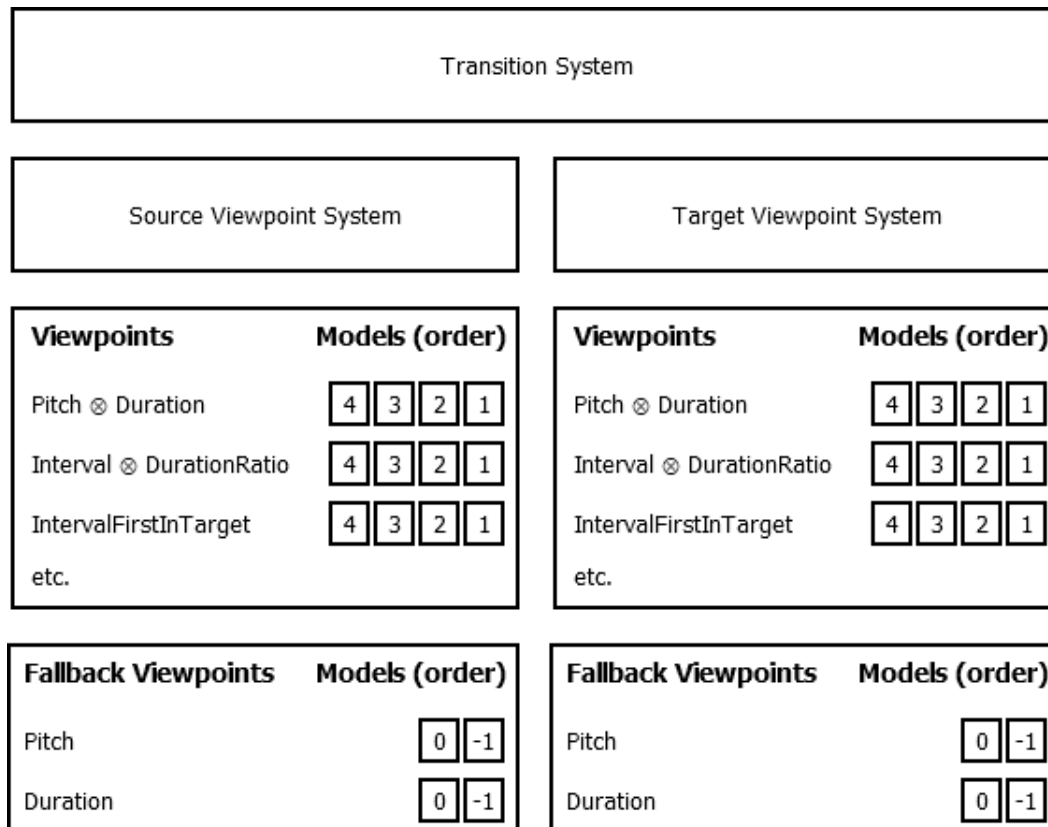 Transition System
Source Viewpoint System
Target Viewpoint System
Viewpoints Models (order)
Pitch ⊗ Duration 4 3 2 1
Interval ⊗ DurationRatio 4 3 2 1
IntervalFirstInTarget 4 3 2 1
etc.
Viewpoints Models (order)
Pitch ⊗ Duration 4 3 2 1
Interval ⊗ DurationRatio 4 3 2 1
IntervalFirstInTarget 4 3 2 1
etc.
Fallback Viewpoints Models (order)
Pitch 0 -1
Duration 0 -1
Fallback Viewpoints Models (order)
Pitch 0 -1
Duration 0 -1